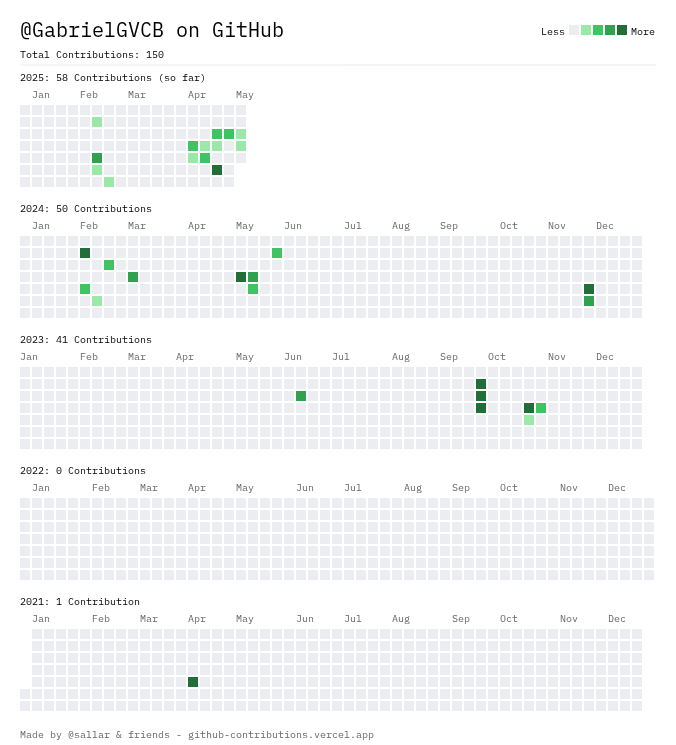 @GabrielGVCB on GitHub
Less More
Total Contributions: 150
2025: 58 Contributions (so far)
Jan Feb Mar Apr May
2024: 50 Contributions
Jan Feb Mar Apr May Jun Jul Aug Sep Oct Nov Dec
2023: 41 Contributions
Jan Feb Mar Apr May Jun Jul Aug Sep Oct Nov Dec
2022: 0 Contributions
Jan Feb Mar Apr May Jun Jul Aug Sep Oct Nov Dec
2021: 1 Contribution
Jan Feb Mar Apr May Jun Jul Aug Sep Oct Nov Dec
Made by @sallar & friends - github-contributions.vercel.app